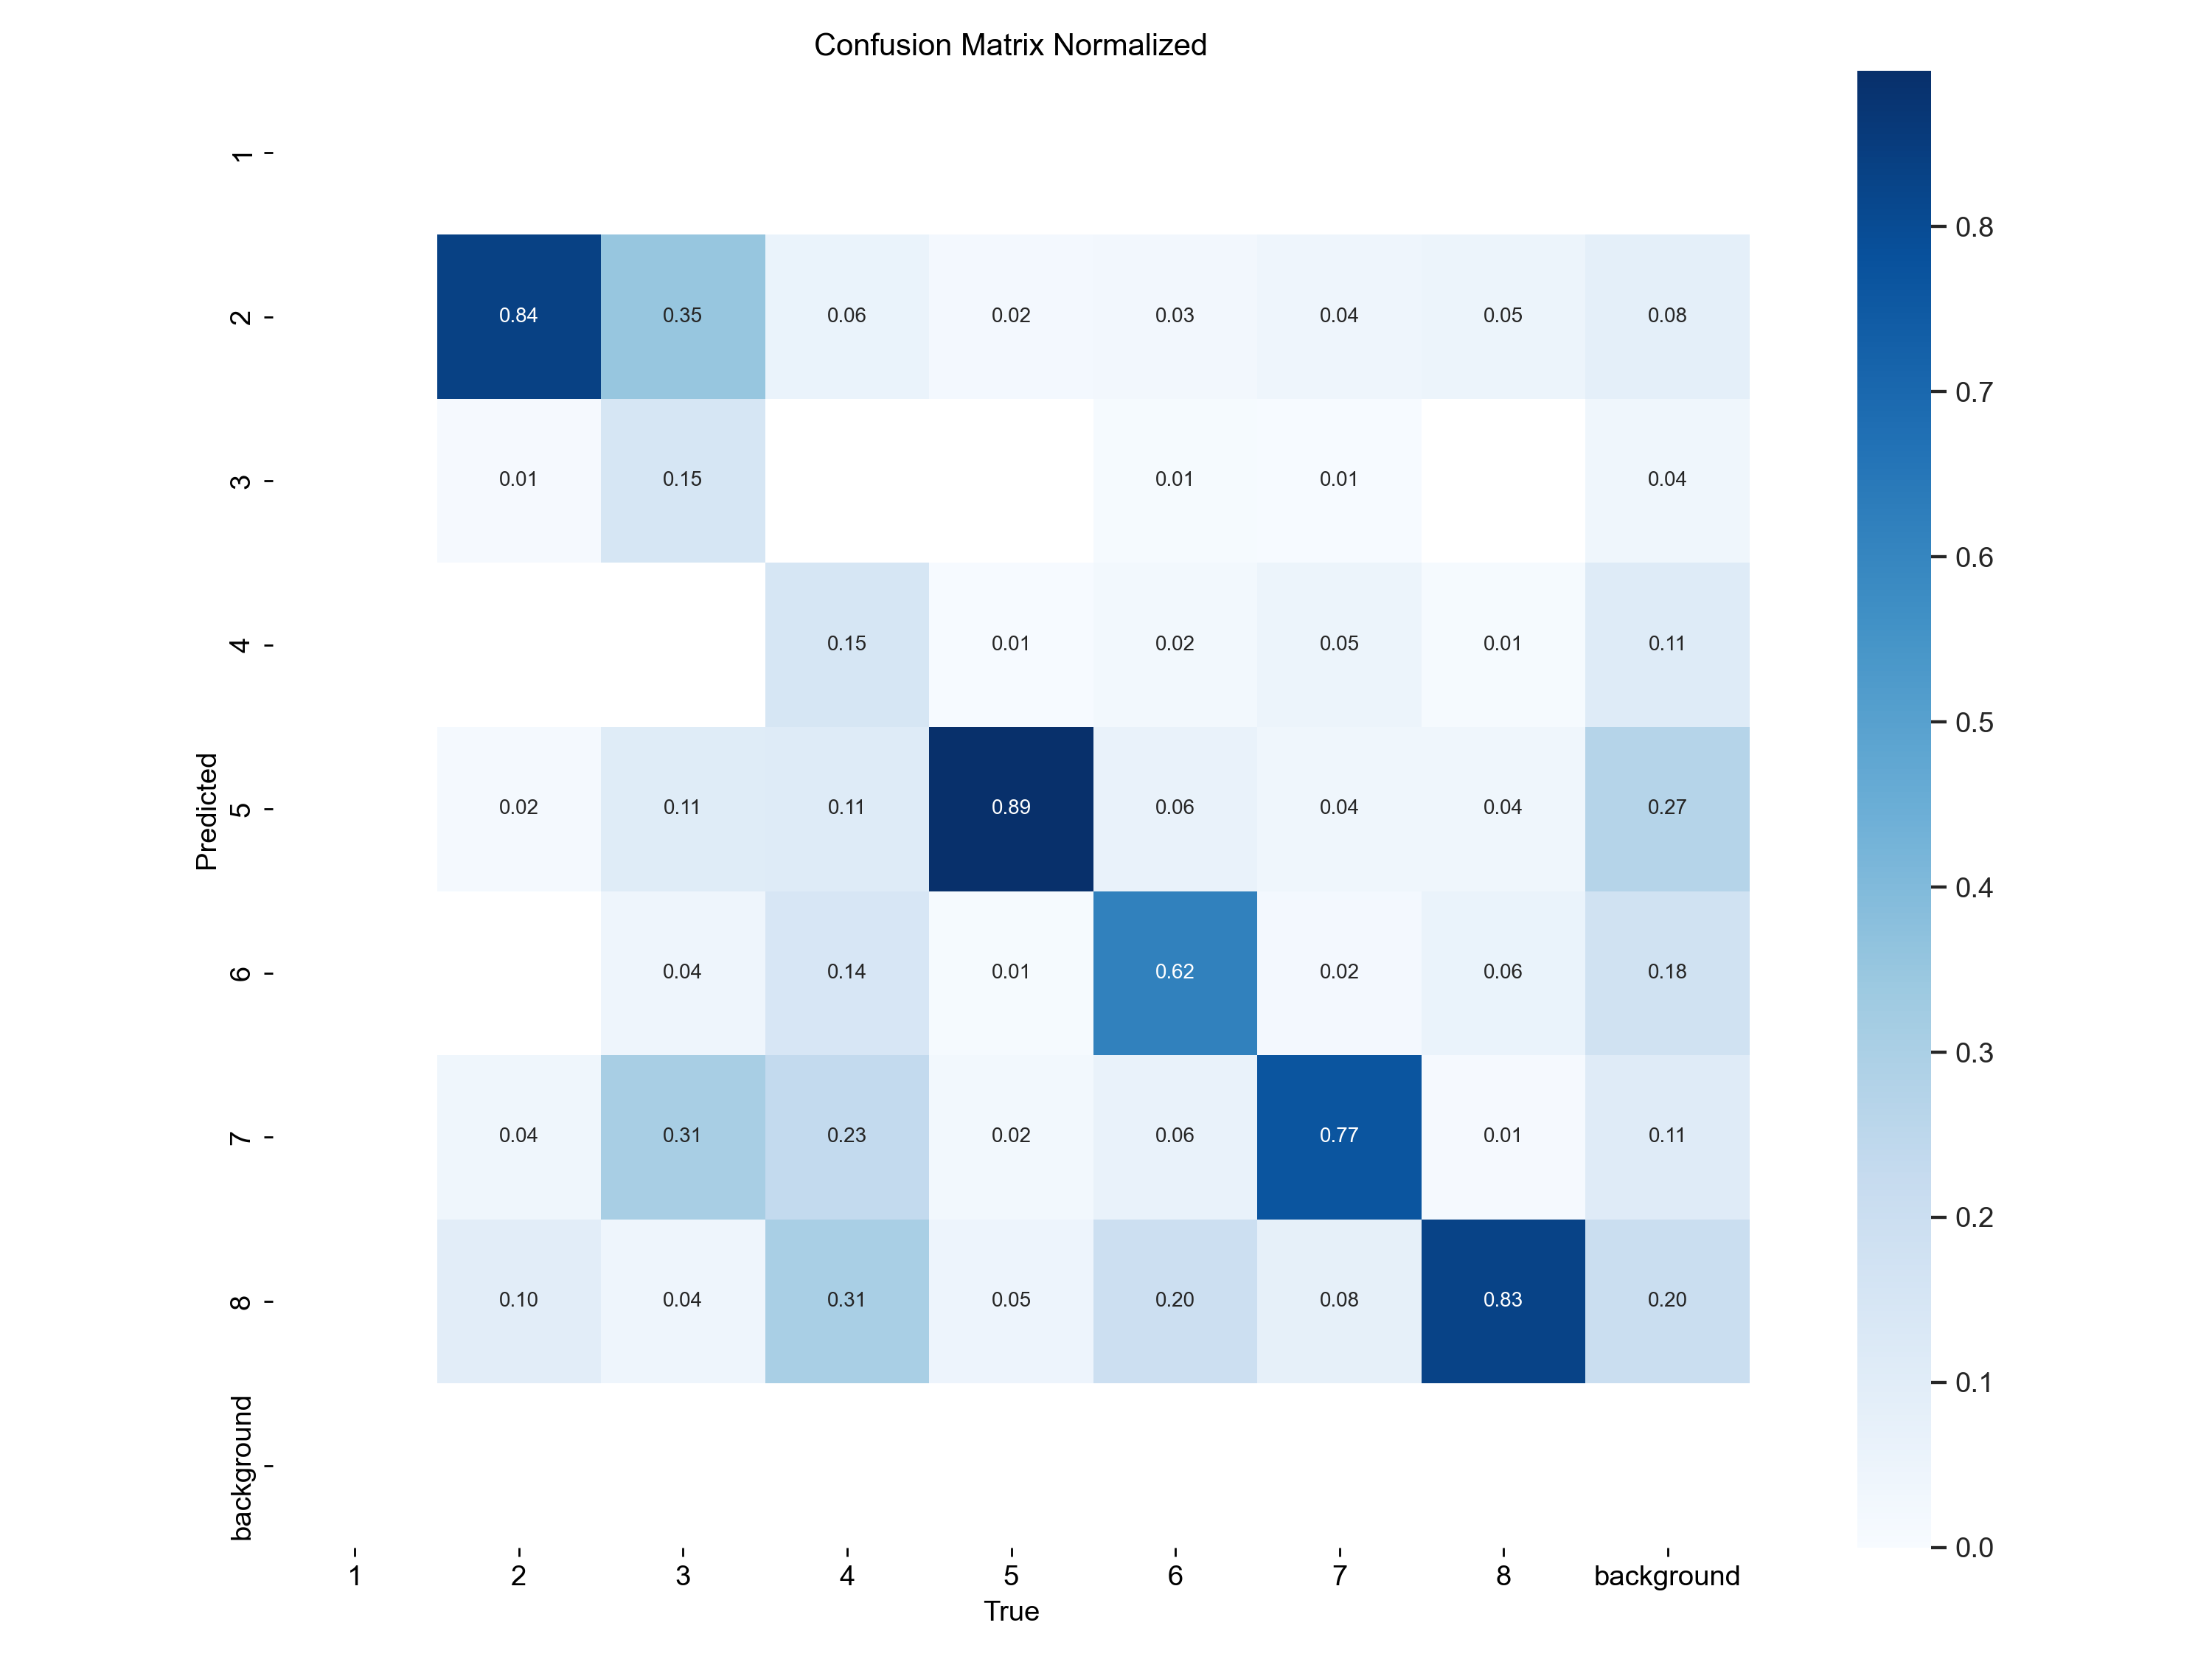 Confusion Matrix Normalized
1
2 0.84 0.35 0.06 0.02 0.03 0.04 0.05 0.08
3 0.01 0.15 0.01 0.01 0.04
4 0.15 0.01 0.02 0.05 0.01 0.11
5 0.02 0.11 0.11 0.89 0.06 0.04 0.04 0.27
6 0.04 0.14 0.01 0.62 0.02 0.06 0.18
7 0.04 0.31 0.23 0.02 0.06 0.77 0.01 0.11
8 0.10 0.04 0.31 0.05 0.20 0.08 0.83 0.20
background
Predicted
1 2 3 4 5 6 7 8 background
True
0.8
0.7
0.6
0.5
0.4
0.3
0.2
0.1
0.0